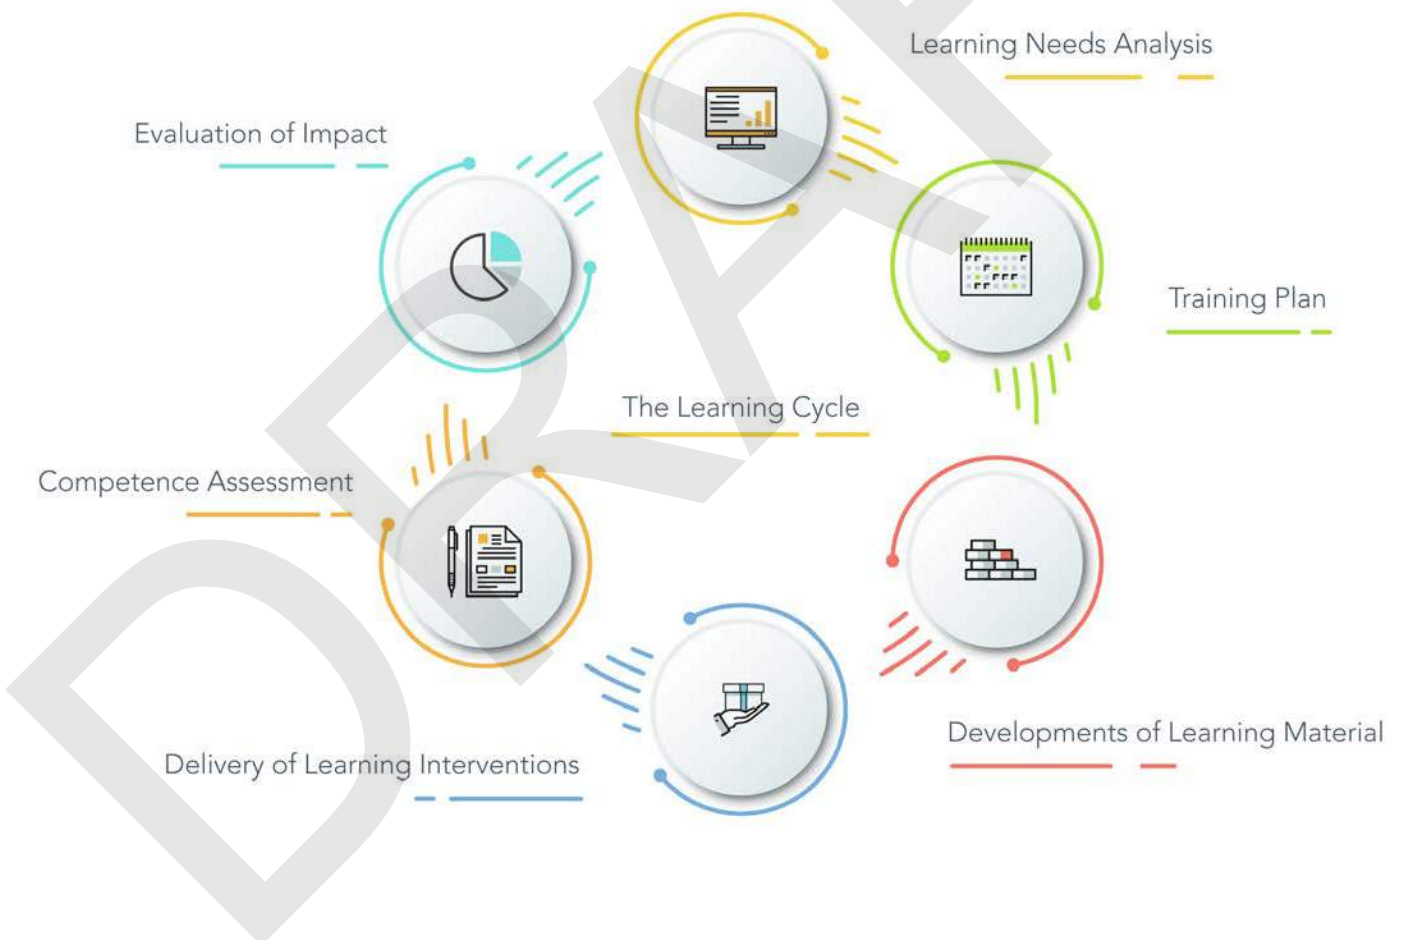 Learning Needs Analysis
Evaluation of Impact
Training Plan
The Learning Cycle
Competence Assessment
Developments of Learning Material
Delivery of Learning Interventions
DRAF